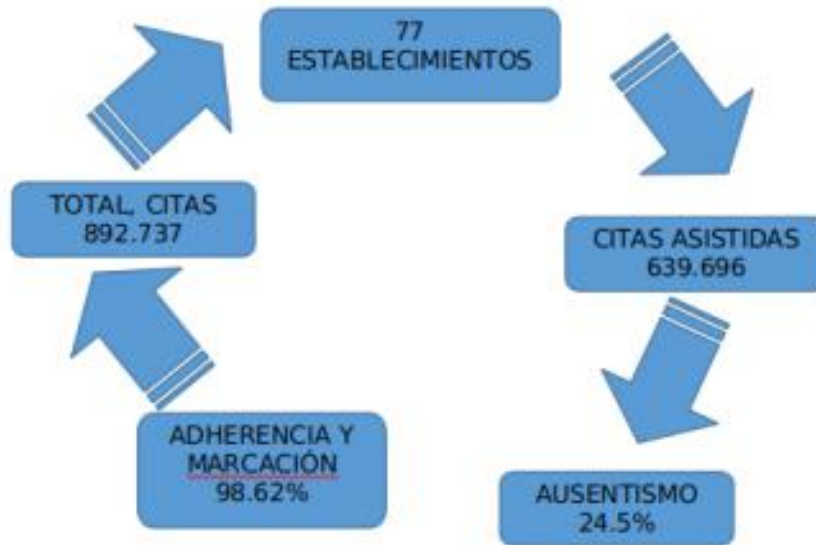 77
ESTABLECIMIENTOS
TOTAL, CITAS
892.737
CITAS ASISTIDAS
639.696
ADHERENCIA Y
MARCACIÓN
98.62%
AUSENTISMO
24.5%